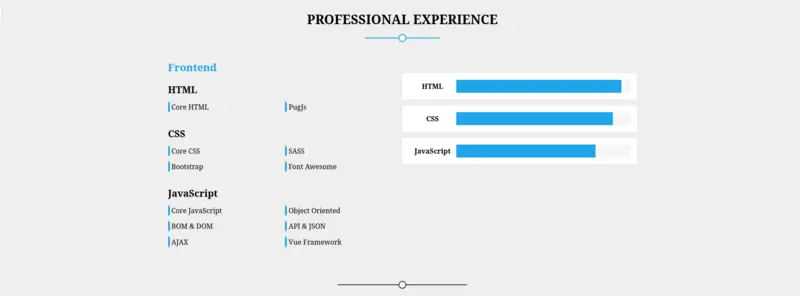 PROFESSIONAL EXPERIENCE
Frontend
HTML
Core HTML
PugJs
CSS
Core CSS
SASS
Bootstrap
Font Awesome
JavaScript
Core JavaScript
Object Oriented
BOM & DOM
API & JSON
AJAX
Vue Framework
HTML
CSS
JavaScript